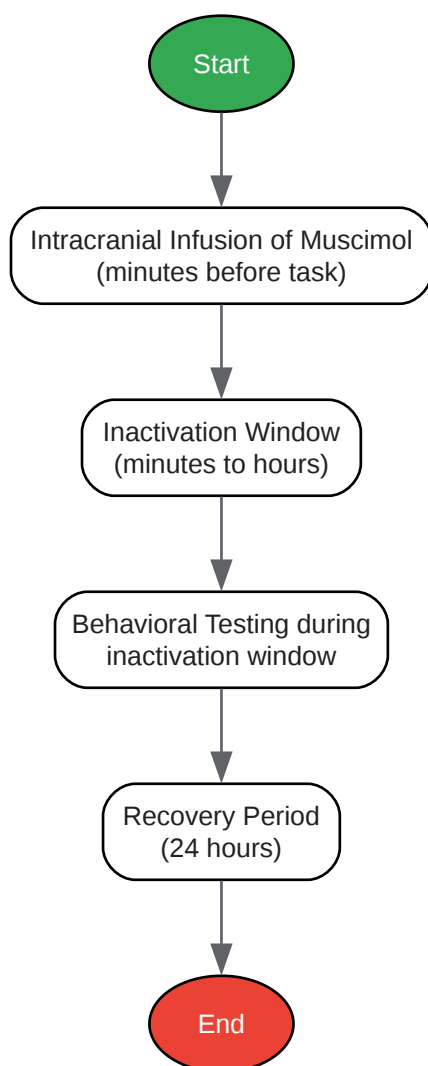 Start
Intracranial Infusion of Muscimol
(minutes before task)
Inactivation Window
(minutes to hours)
Behavioral Testing during
inactivation window
Recovery Period
(24 hours)
End